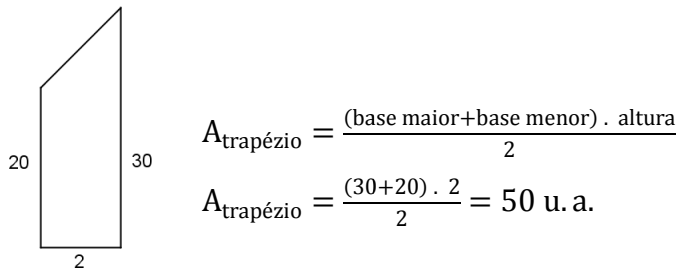 20
30
2
A_trapézio = (base maior+base menor) . altura / 2
A_trapézio = (30+20) . 2 / 2 = 50 u. a.